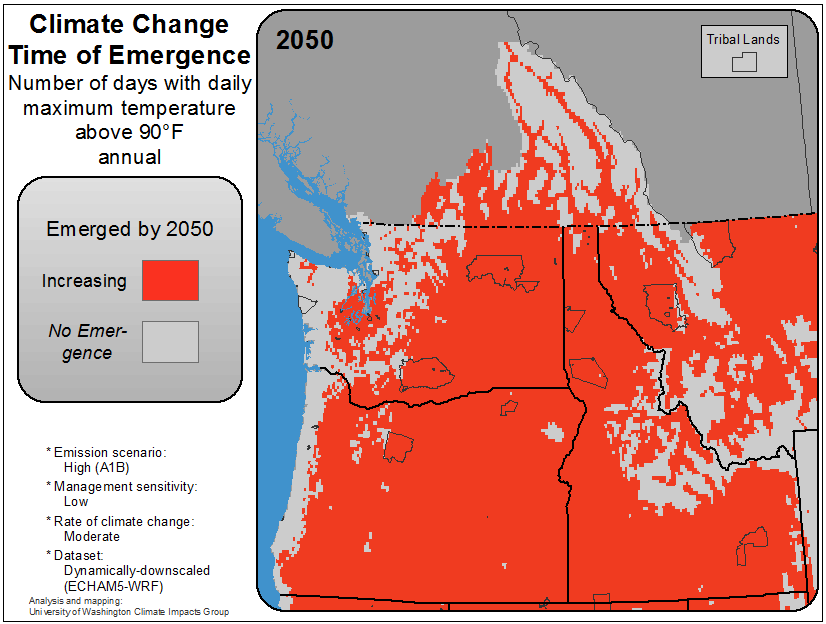 Climate Change
Time of Emergence
Number of days with daily
maximum temperature
above 90°F
annual
Emerged by 2050
Increasing
No Emer-
gence
* Emission scenario:
High (A1B)
* Management sensitivity:
Low
* Rate of climate change:
Moderate
* Dataset:
Dynamically-downscaled
(ECHAM5-WRF)
Analysis and mapping:
University of Washington Climate Impacts Group
2050
Tribal Lands